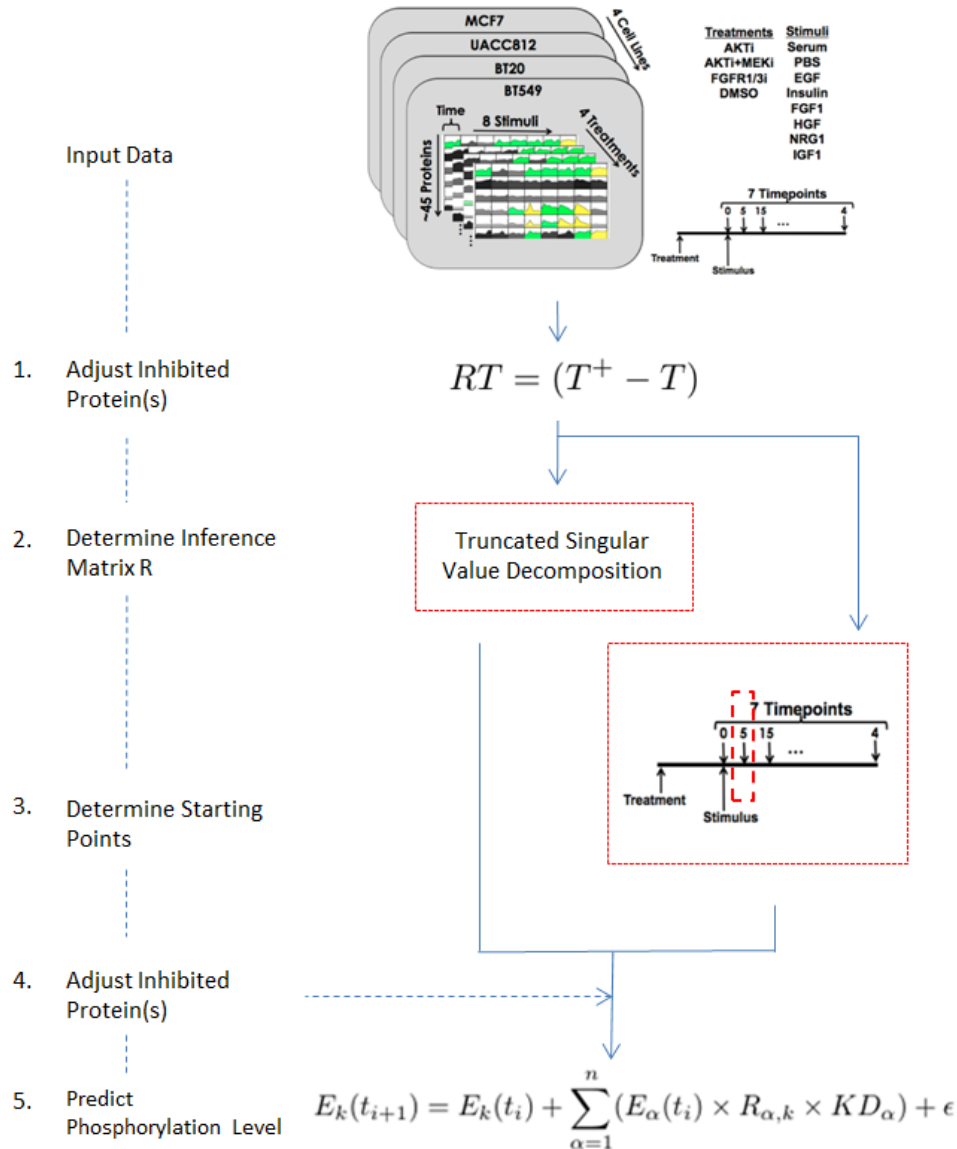 MCF7
UACC812
BT20
BT549
4 Cell Lines
Time
8 Stimuli
4 Treatments
~45 Proteins
Treatments Stimuli
AKTi Serum
AKTi+MEKi PBS
FGFR1/3i EGF
DMSO Insulin
FGF1
HGF
NRG1
IGF1
7 Timepoints
0 5 15 ... 4
Treatment
Stimulus
Input Data
1. Adjust Inhibited
Protein(s)
RT = (T⁺ − T)
2. Determine Inference
Matrix R
Truncated Singular
Value Decomposition
7 Timepoints
0 5 15 ... 4
Treatment
Stimulus
3. Determine Starting
Points
4. Adjust Inhibited
Protein(s)
5. Predict
Phosphorylation Level
E_k(t_{i+1}) = E_k(t_i) + \sum_{α=1}^{n} (E_α(t_i) × R_{α,k} × KD_α) + ϵ